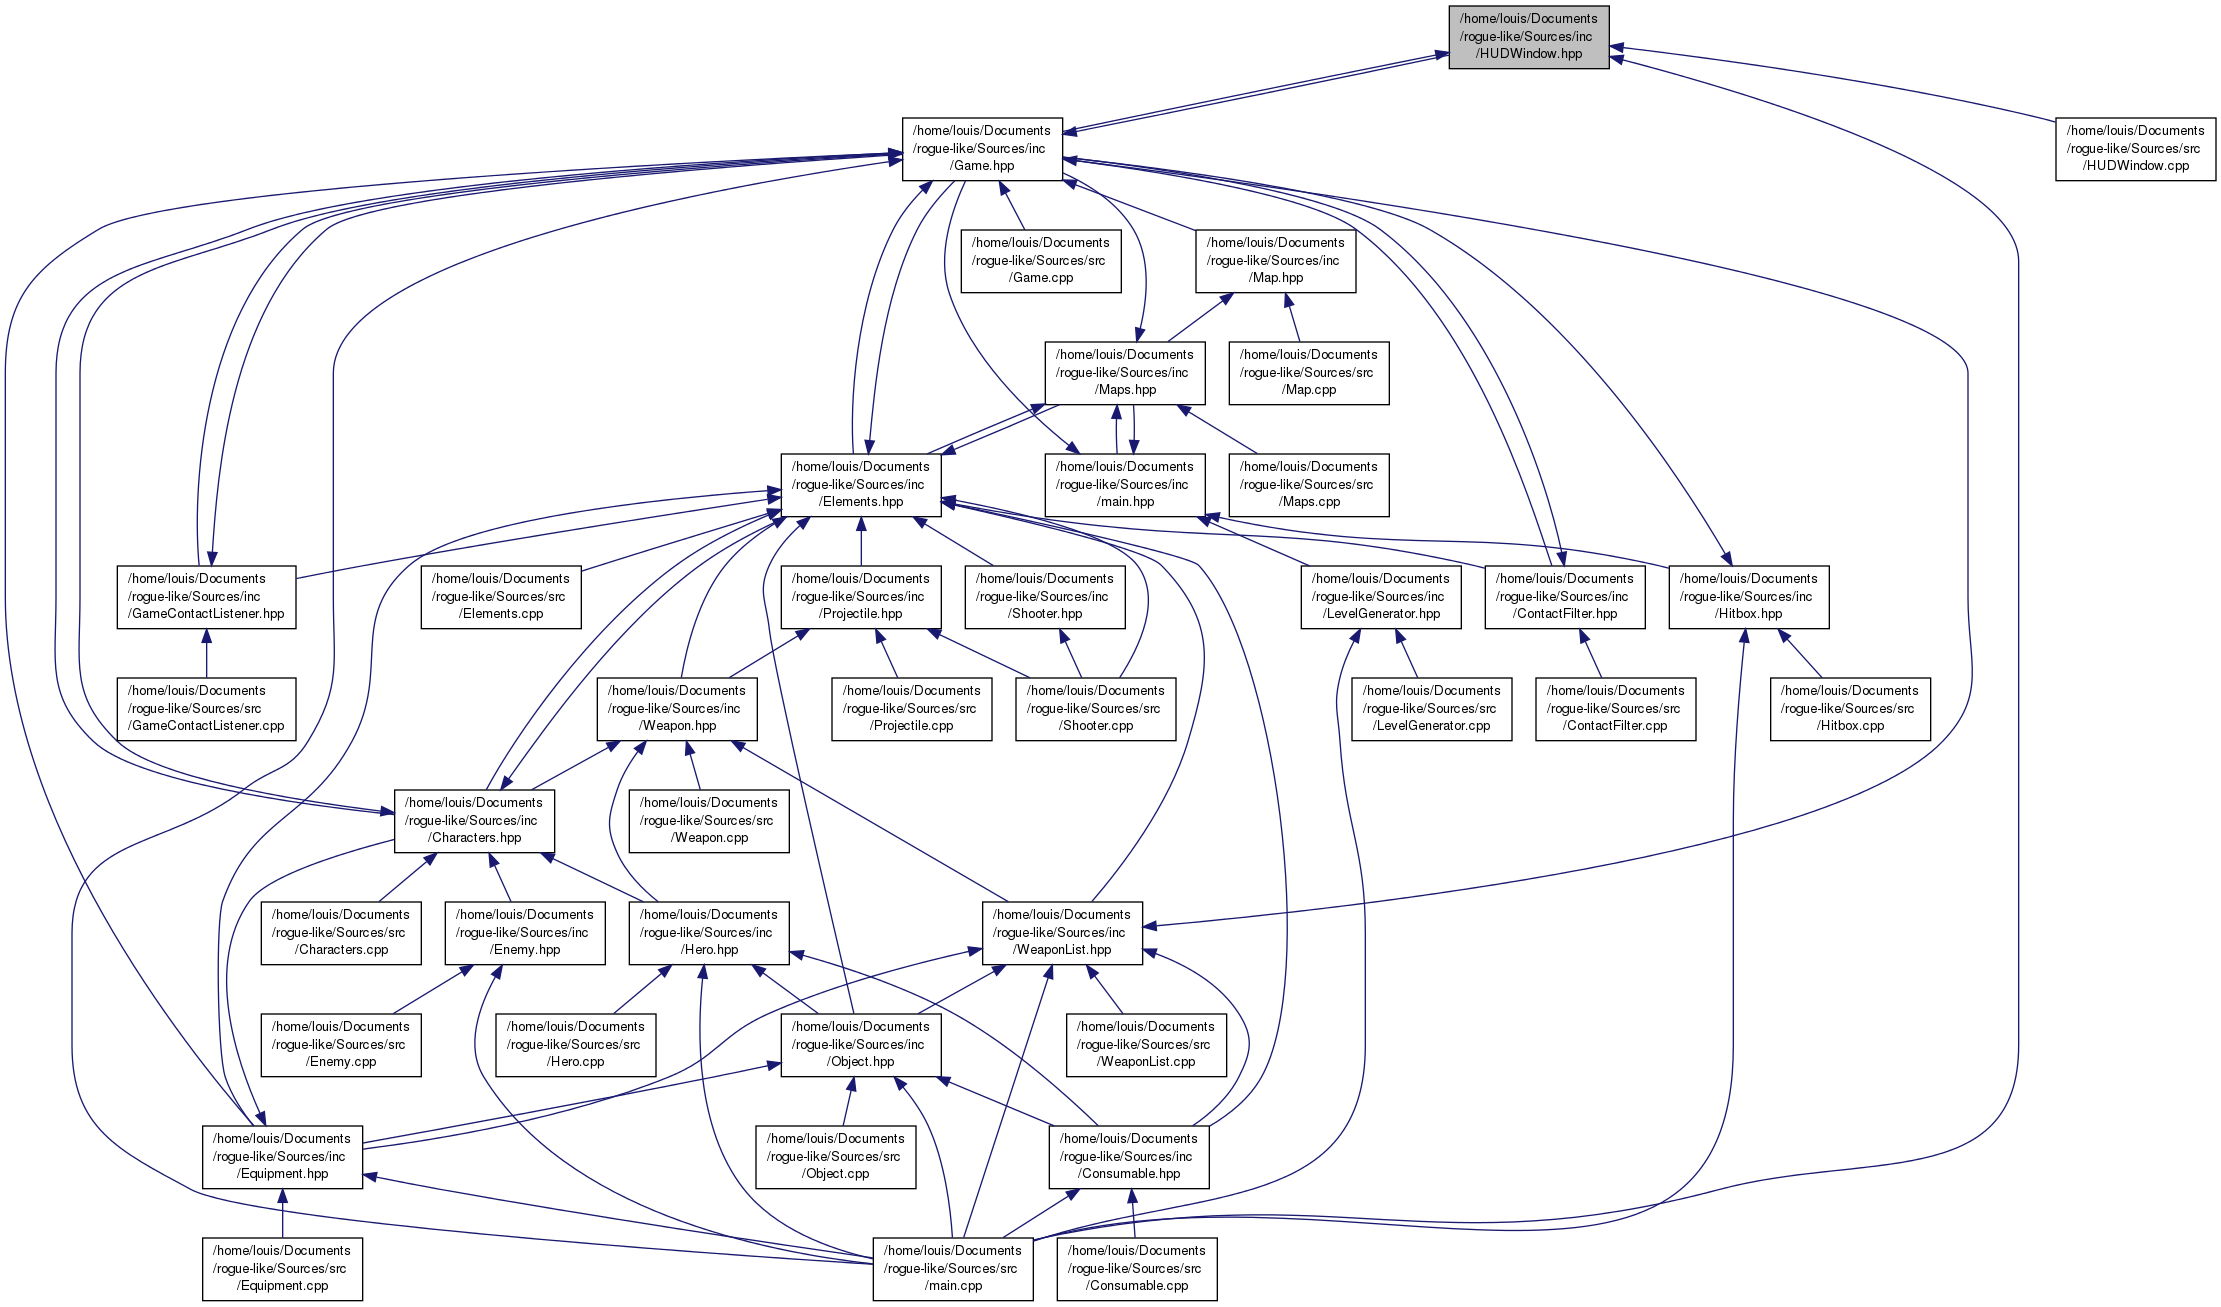 /home/louis/Documents
/rogue-like/Sources/inc
/HUDWindow.hpp
/home/louis/Documents
/rogue-like/Sources/inc
/Game.hpp
/home/louis/Documents
/rogue-like/Sources/src
/HUDWindow.cpp
/home/louis/Documents
/rogue-like/Sources/src
/Game.cpp
/home/louis/Documents
/rogue-like/Sources/inc
/Map.hpp
/home/louis/Documents
/rogue-like/Sources/inc
/Maps.hpp
/home/louis/Documents
/rogue-like/Sources/src
/Map.cpp
/home/louis/Documents
/rogue-like/Sources/inc
/Elements.hpp
/home/louis/Documents
/rogue-like/Sources/inc
/main.hpp
/home/louis/Documents
/rogue-like/Sources/src
/Maps.cpp
/home/louis/Documents
/rogue-like/Sources/inc
/GameContactListener.hpp
/home/louis/Documents
/rogue-like/Sources/src
/Elements.cpp
/home/louis/Documents
/rogue-like/Sources/inc
/Projectile.hpp
/home/louis/Documents
/rogue-like/Sources/inc
/Shooter.hpp
/home/louis/Documents
/rogue-like/Sources/inc
/LevelGenerator.hpp
/home/louis/Documents
/rogue-like/Sources/inc
/ContactFilter.hpp
/home/louis/Documents
/rogue-like/Sources/inc
/Hitbox.hpp
/home/louis/Documents
/rogue-like/Sources/src
/GameContactListener.cpp
/home/louis/Documents
/rogue-like/Sources/inc
/Weapon.hpp
/home/louis/Documents
/rogue-like/Sources/src
/Projectile.cpp
/home/louis/Documents
/rogue-like/Sources/src
/Shooter.cpp
/home/louis/Documents
/rogue-like/Sources/src
/LevelGenerator.cpp
/home/louis/Documents
/rogue-like/Sources/src
/ContactFilter.cpp
/home/louis/Documents
/rogue-like/Sources/src
/Hitbox.cpp
/home/louis/Documents
/rogue-like/Sources/inc
/Characters.hpp
/home/louis/Documents
/rogue-like/Sources/src
/Weapon.cpp
/home/louis/Documents
/rogue-like/Sources/src
/Characters.cpp
/home/louis/Documents
/rogue-like/Sources/inc
/Enemy.hpp
/home/louis/Documents
/rogue-like/Sources/inc
/Hero.hpp
/home/louis/Documents
/rogue-like/Sources/inc
/WeaponList.hpp
/home/louis/Documents
/rogue-like/Sources/src
/Enemy.cpp
/home/louis/Documents
/rogue-like/Sources/src
/Hero.cpp
/home/louis/Documents
/rogue-like/Sources/inc
/Object.hpp
/home/louis/Documents
/rogue-like/Sources/src
/WeaponList.cpp
/home/louis/Documents
/rogue-like/Sources/inc
/Equipment.hpp
/home/louis/Documents
/rogue-like/Sources/src
/Object.cpp
/home/louis/Documents
/rogue-like/Sources/inc
/Consumable.hpp
/home/louis/Documents
/rogue-like/Sources/src
/Equipment.cpp
/home/louis/Documents
/rogue-like/Sources/src
/main.cpp
/home/louis/Documents
/rogue-like/Sources/src
/Consumable.cpp